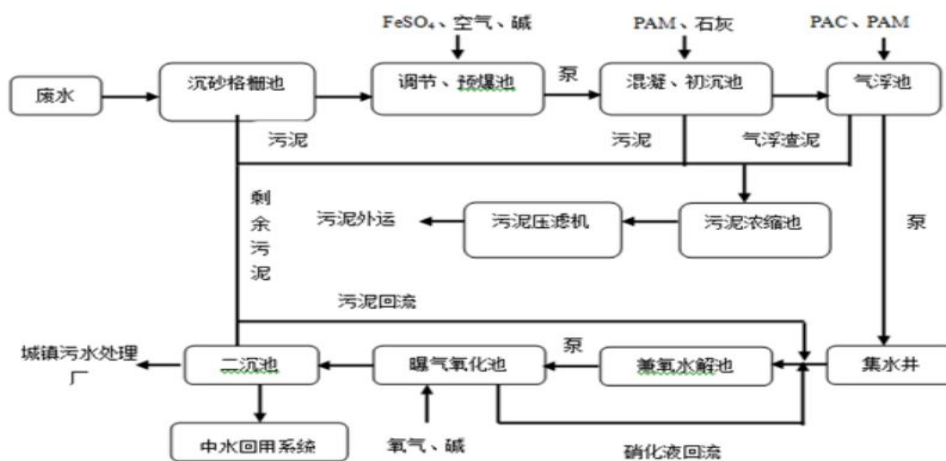 FeSO₄、空气、碱
PAM、石灰
PAC、PAM
废水
沉砂格栅池
调节、预爆池
泵
混凝、初沉池
气浮池
污泥
污泥
气浮渣泥
剩余污泥
污泥外运
污泥压滤机
污泥浓缩池
泵
污泥回流
城镇污水处理
厂
二沉池
曝气氧化池
泵
兼氧水解池
集水井
中水回用系统
氧气、碱
硝化液回流